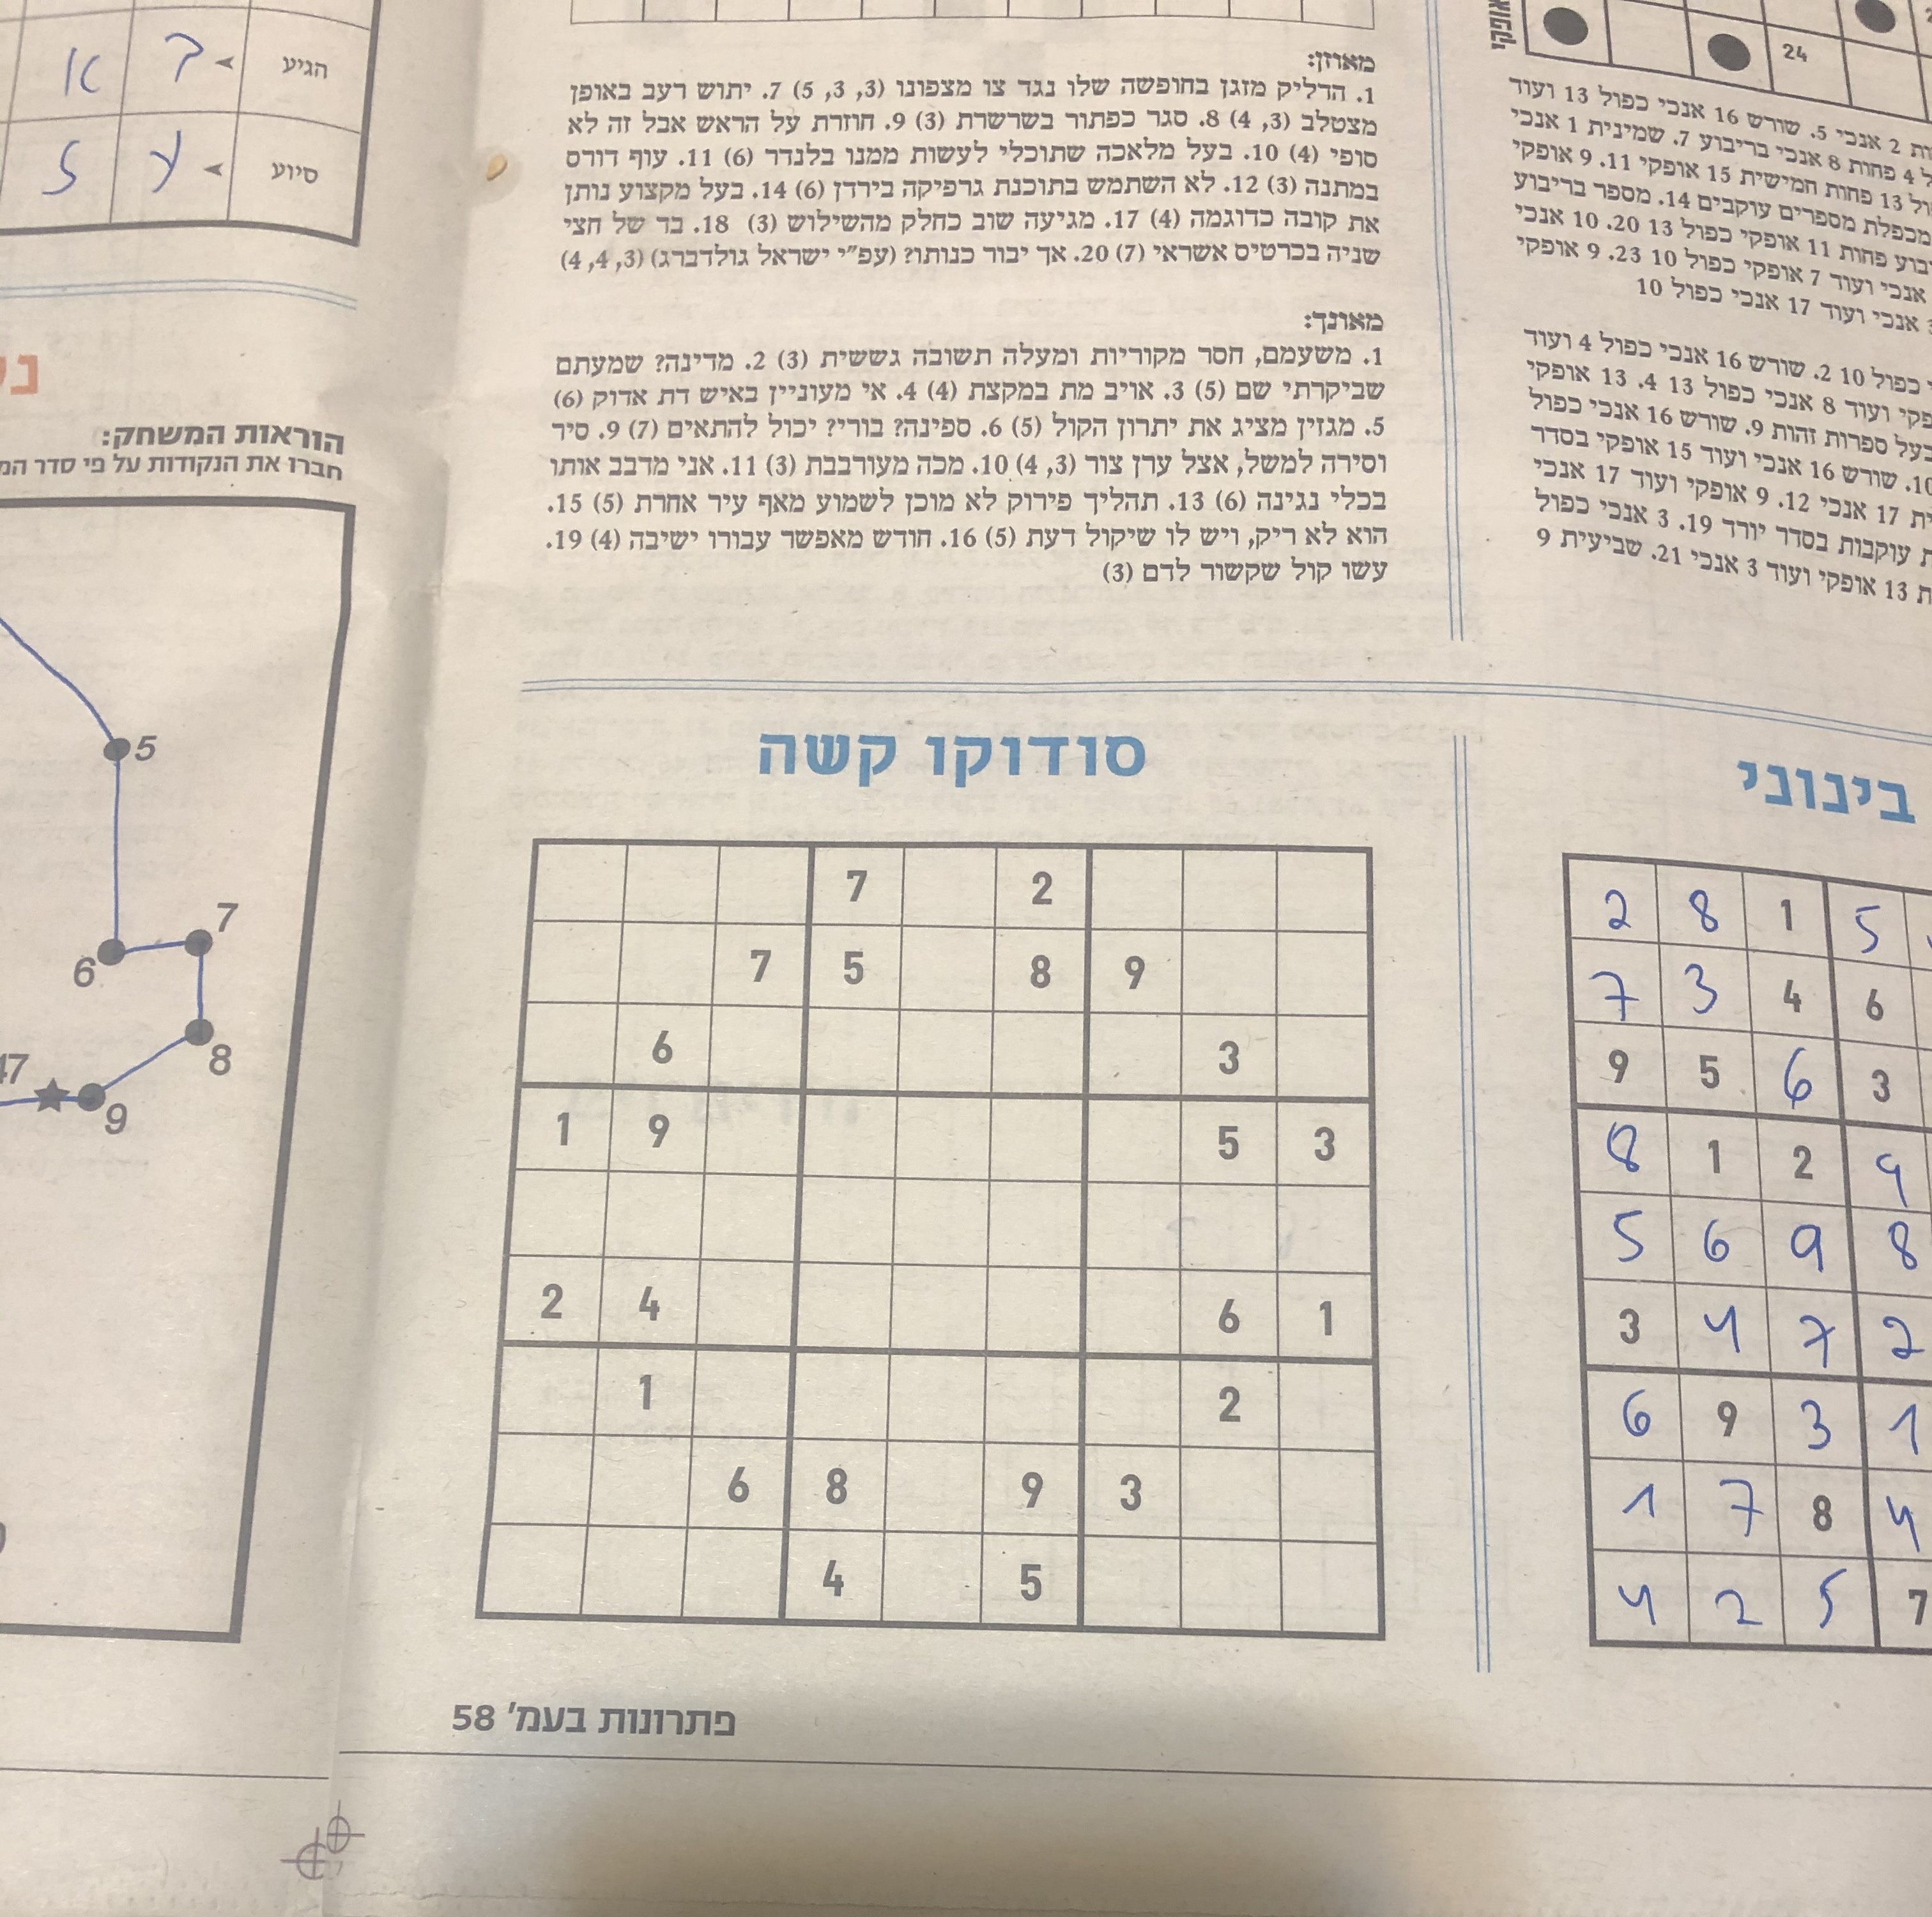 הגיע
סיוע
הוראות המשחק:
חברו את הנקודות על פי סדר
5
6
7
8
9
47
מאוזן:
1. הדליק מזגן בחופשה שלו נגד צו מצפונו (3, 3, 5) 7. יתוש רעב באופן
מצטלב (3, 4) 8. סגר כפתור בשרשרת (3) 9. חוזרת על הראש אבל זה לא
סופי (4) 10. בעל מלאכה שתוכלי לעשות ממנו בלנדר (6) 11. עוף דורס
במתנה (3) 12. לא השתמש בתוכנת גרפיקה בירדן (6) 14. בעל מקצוע נותן
את קובה כדוגמה (4) 17. מגיעה שוב כחלק מהשילוש (3) 18. בד של חצי
שניה בכרטיס אשראי (7) 20. אך יבור כנותו? (עפ"י ישראל גולדברג) (3, 4, 4)
מאונך:
1. משעמם, חסר מקוריות ומעלה תשובה גששית (3) 2. מדינה? שמעתם
שביקרתי שם (5) 3. אויב מת במקצת (4) 4. אי מעוניין באיש דת אדוק (6)
5. מגזין מציג את יתרון הקול (5) 6. ספינה? בורי? יכול להתאים (7) 9. סיר
וסירה למשל, אצל ערן צור (3, 4) 10. מכה מעורבבת (3) 11. אני מדבב אותו
בכלי נגינה (6) 13. תהליך פירוק לא מוכן לשמוע מאף עיר אחרת (5) 15.
הוא לא ריק, ויש לו שיקול דעת (5) 16. חודש מאפשר עבורו ישיבה (4) 19.
עשו קול שקשור לדם (3)
אופקי
24
2 אנכי 5. שורש 16 אנכי כפול 13 ועוד
4 פחות 8 אנכי בריבוע 7. שמינית 1 אנכי
13 פחות חמישית 15 אופקי 11. 9 אופקי
מכפלת מספרים עוקבים 14. מספר בריבוע
פחות 11 אופקי כפול 13 20. 10 אנכי
אנכי ועוד 7 אופקי כפול 10 23. 9 אופקי
אנכי ועוד 17 אנכי כפול 10
כפול 10 2. שורש 16 אנכי כפול 4 ועוד
ועוד 8 אנכי כפול 13 4. 13 אופקי
בעל ספרות זהות 9. שורש 16 אנכי כפול
10. שורש 16 אנכי ועוד 15 אופקי בסדר
17 אנכי 12. 9 אופקי ועוד 17 אנכי
עוקבות בסדר יורד 19. 3 אנכי כפול
13 אופקי ועוד 3 אנכי 21. שביעית 9
סודוקו קשה
7 2
7 5 8 9
6 3
1 9 5 3
2 4 6 1
1 2
6 8 9 3
4 5
בינוני
2 8 1 5
7 3 4 6
9 5 6 3
8 1 2 9
5 6 9 8
3 4 7 2
6 9 3 1
1 7 8 4
4 2 5 7
פתרונות בעמ' 58